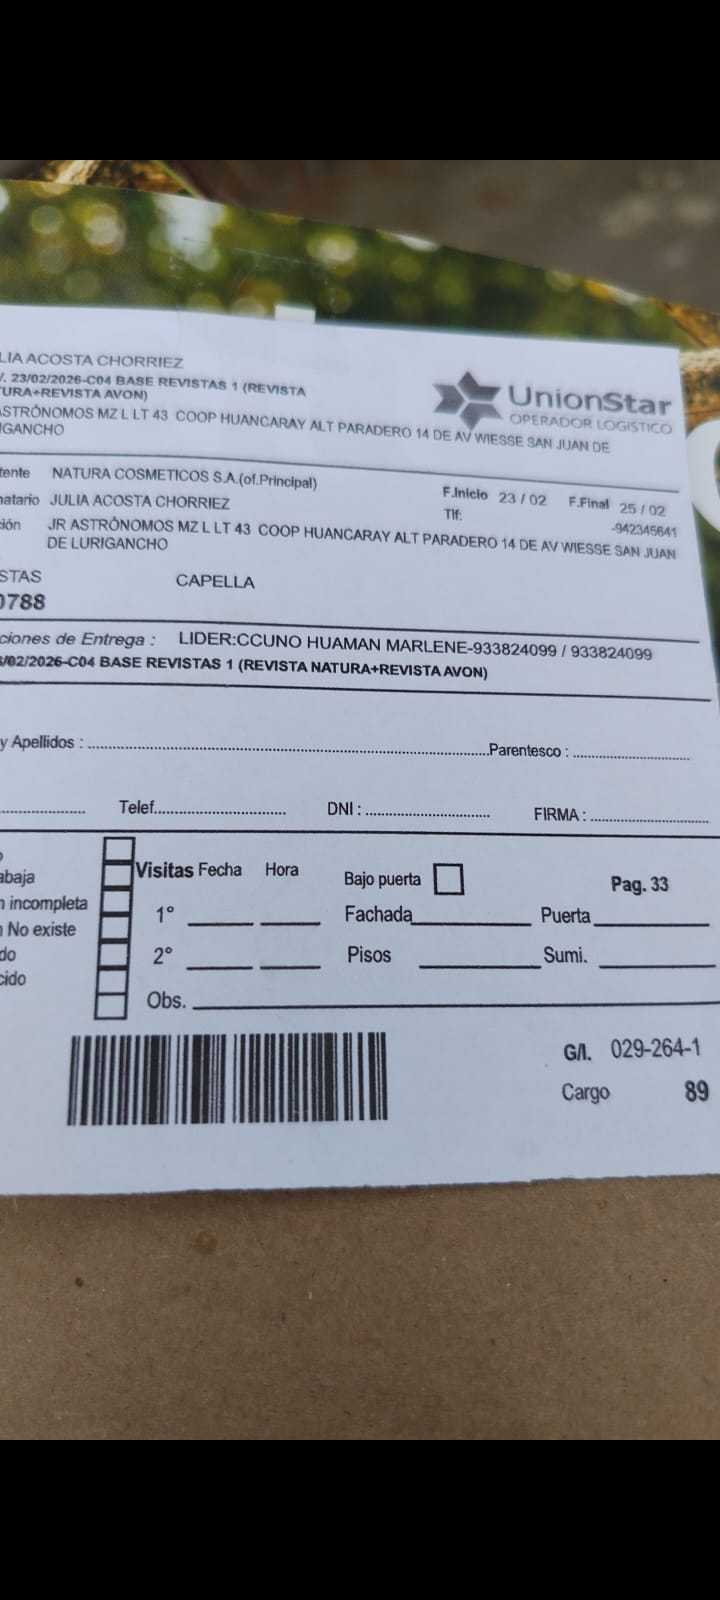 LIA ACOSTA CHORRIEZ
/. 23/02/2026-C04 BASE REVISTAS 1 (REVISTA
TURA+REVISTA AVON)
ASTRÓNOMOS MZ L LT 43 COOP HUANCARAY ALT PARADERO 14 DE AV WIESSE SAN JUAN DE
IGANCHO
UnionStar
OPERADOR LOGISTICO
tente NATURA COSMETICOS S.A.(of.Principal)
F.Inicio 23 / 02 F.Final 25 / 02
natario JULIA ACOSTA CHORRIEZ
Tlf: -942345641
ción JR ASTRÓNOMOS MZ L LT 43 COOP HUANCARAY ALT PARADERO 14 DE AV WIESSE SAN JUAN
DE LURIGANCHO
STAS CAPELLA
0788
ciones de Entrega : LIDER:CCUNO HUAMAN MARLENE-933824099 / 933824099
3/02/2026-C04 BASE REVISTAS 1 (REVISTA NATURA+REVISTA AVON)
y Apellidos : Parentesco :
Telef. DNI : FIRMA :
o
abaja
n incompleta
n No existe
do
cido
Visitas Fecha Hora Bajo puerta Pag. 33
1° Fachada Puerta
2° Pisos Sumi.
Obs.
G/I. 029-264-1
Cargo 89